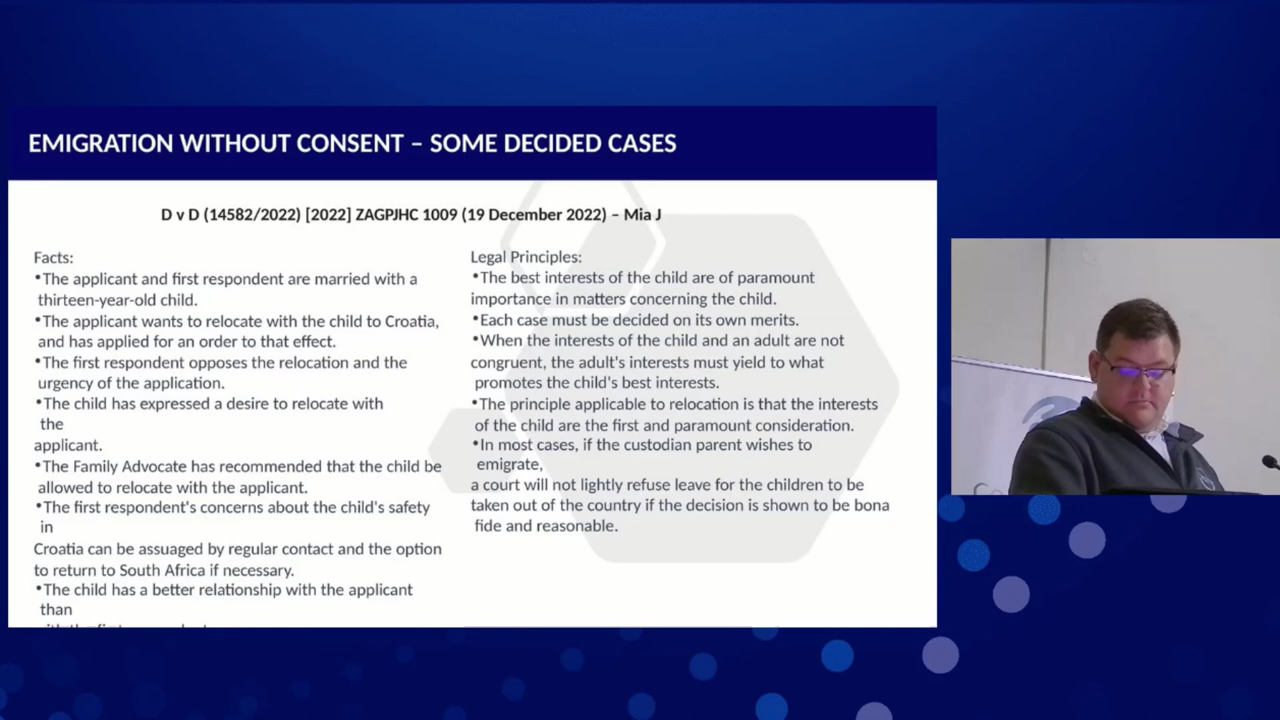 EMIGRATION WITHOUT CONSENT – SOME DECIDED CASES
D v D (14582/2022) [2022] ZAGPJHC 1009 (19 December 2022) – Mia J
Facts:
•The applicant and first respondent are married with a
thirteen-year-old child.
•The applicant wants to relocate with the child to Croatia,
and has applied for an order to that effect.
•The first respondent opposes the relocation and the
urgency of the application.
•The child has expressed a desire to relocate with
the
applicant.
•The Family Advocate has recommended that the child be
allowed to relocate with the applicant.
•The first respondent's concerns about the child's safety
in
Croatia can be assuaged by regular contact and the option
to return to South Africa if necessary.
•The child has a better relationship with the applicant
than
Legal Principles:
•The best interests of the child are of paramount
importance in matters concerning the child.
•Each case must be decided on its own merits.
•When the interests of the child and an adult are not
congruent, the adult's interests must yield to what
promotes the child's best interests.
•The principle applicable to relocation is that the interests
of the child are the first and paramount consideration.
•In most cases, if the custodian parent wishes to
emigrate,
a court will not lightly refuse leave for the children to be
taken out of the country if the decision is shown to be bona
fide and reasonable.